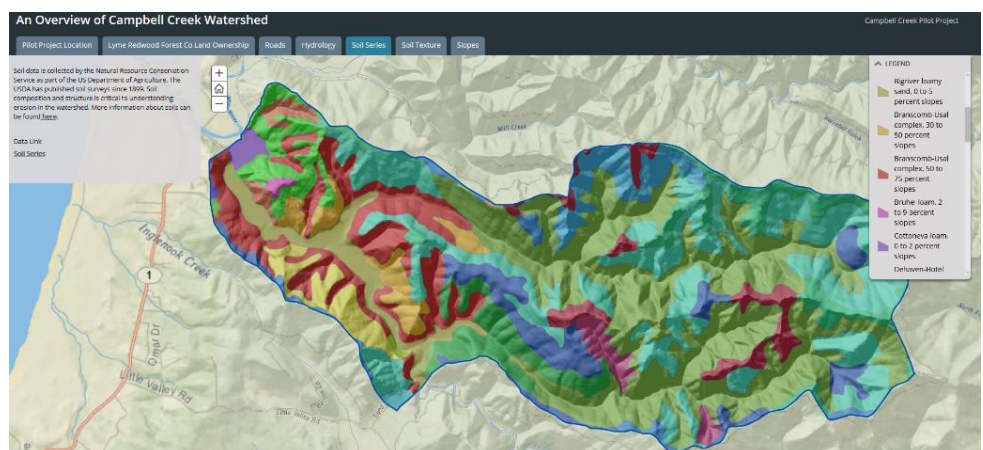 An Overview of Campbell Creek Watershed
Campbell Creek Pilot Project
Pilot Project Location
Lyme Redwood Forest Co Land Ownership
Roads
Hydrology
Soil Series
Soil Texture
Slopes
Soil data is collected by the Natural Resource Conservation
Service as part of the US Department of Agriculture. The
USDA has published soil surveys since 1899. Soil
composition and structure is critical to understanding
erosion in the watershed. More information about soils can
be found here.
Data Link
Soil Series
+
−
LEGEND
Bigriver loamy
sand, 0 to 5
percent slopes
Branscomb-Usal
complex, 30 to
50 percent
slopes
Branscomb-Usal
complex, 50 to
75 percent
slopes
Bruhel loam, 2
to 9 percent
slopes
Cottoneva loam,
0 to 2 percent
slopes
Dehaven-Hotel
Mill Creek
Inglenook Creek
1
Omar Dr
Little Valley Rd
Little Valley Rd